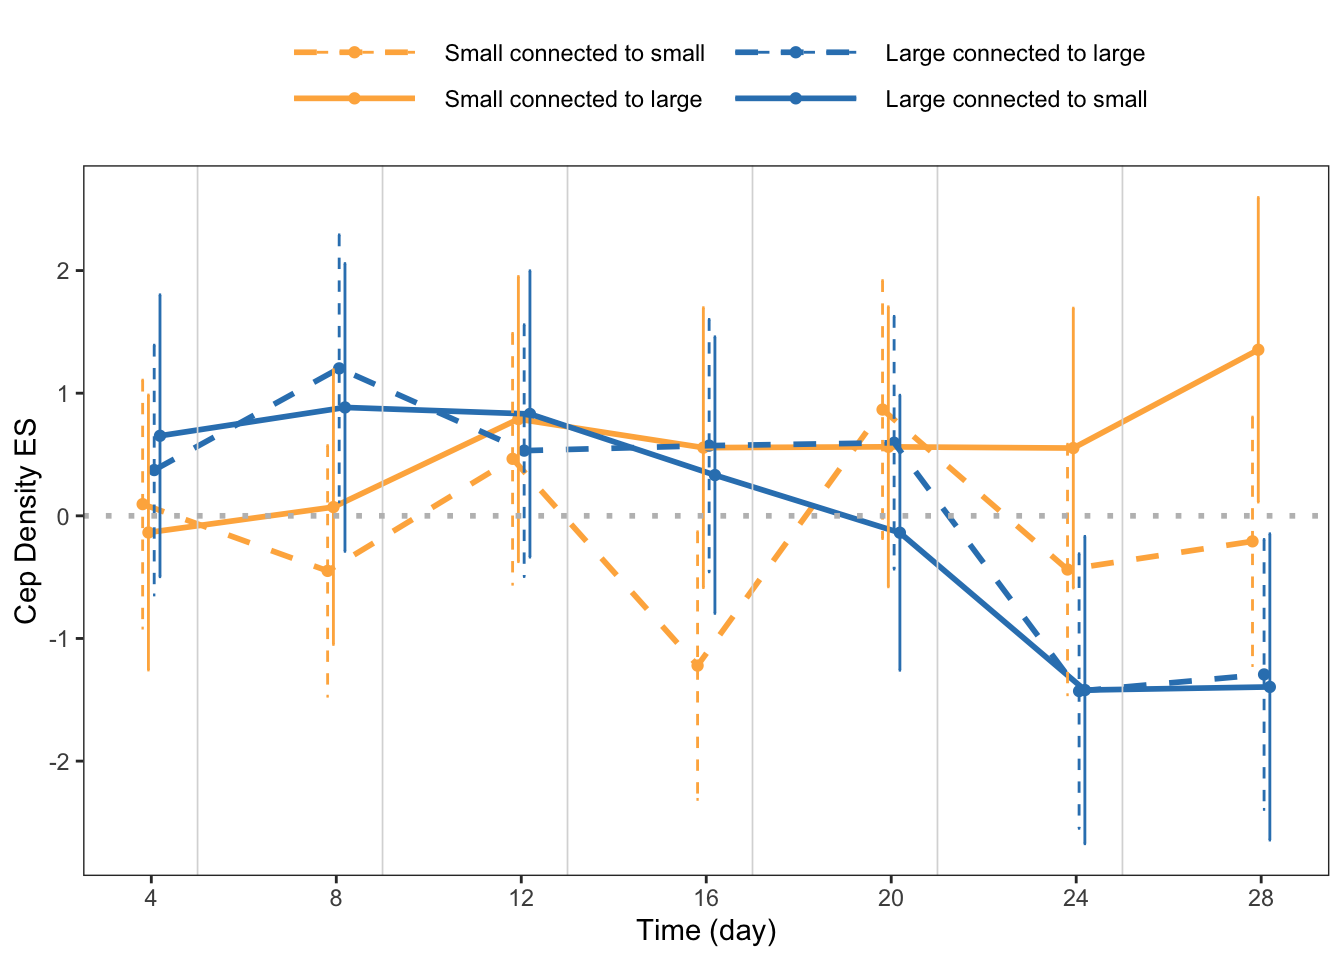 Small connected to small
Large connected to large
Small connected to large
Large connected to small
Cep Density ES
2
1
0
-1
-2
4
8
12
16
20
24
28
Time (day)